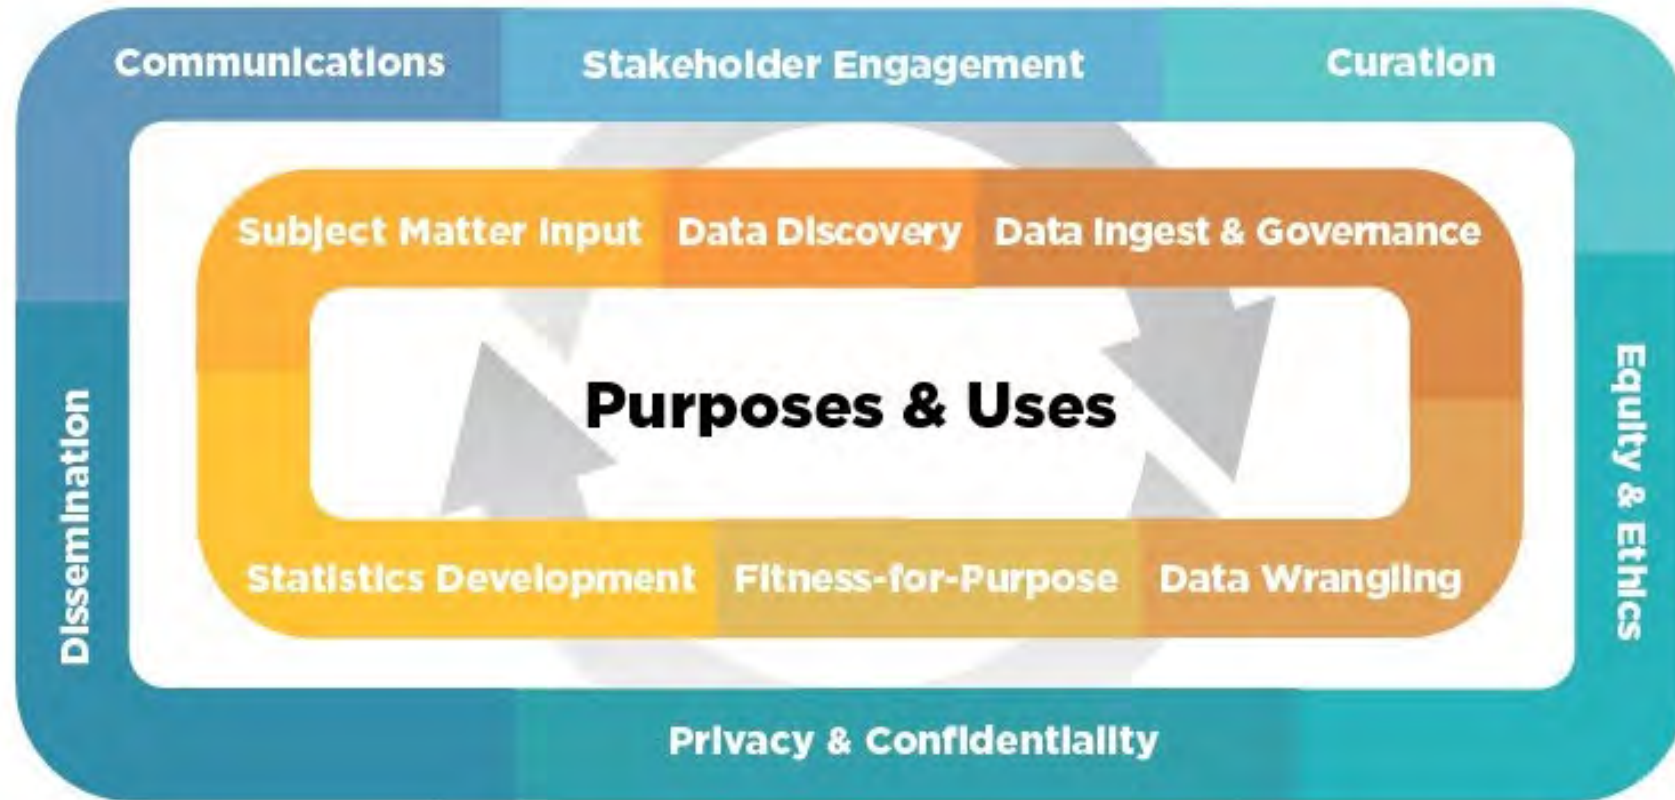 Communications
Stakeholder Engagement
Curation
Subject Matter Input
Data Discovery
Data Ingest & Governance
Purposes & Uses
Dissemination
Equity & Ethics
Statistics Development
Fitness-for-Purpose
Data Wrangling
Privacy & Confidentiality